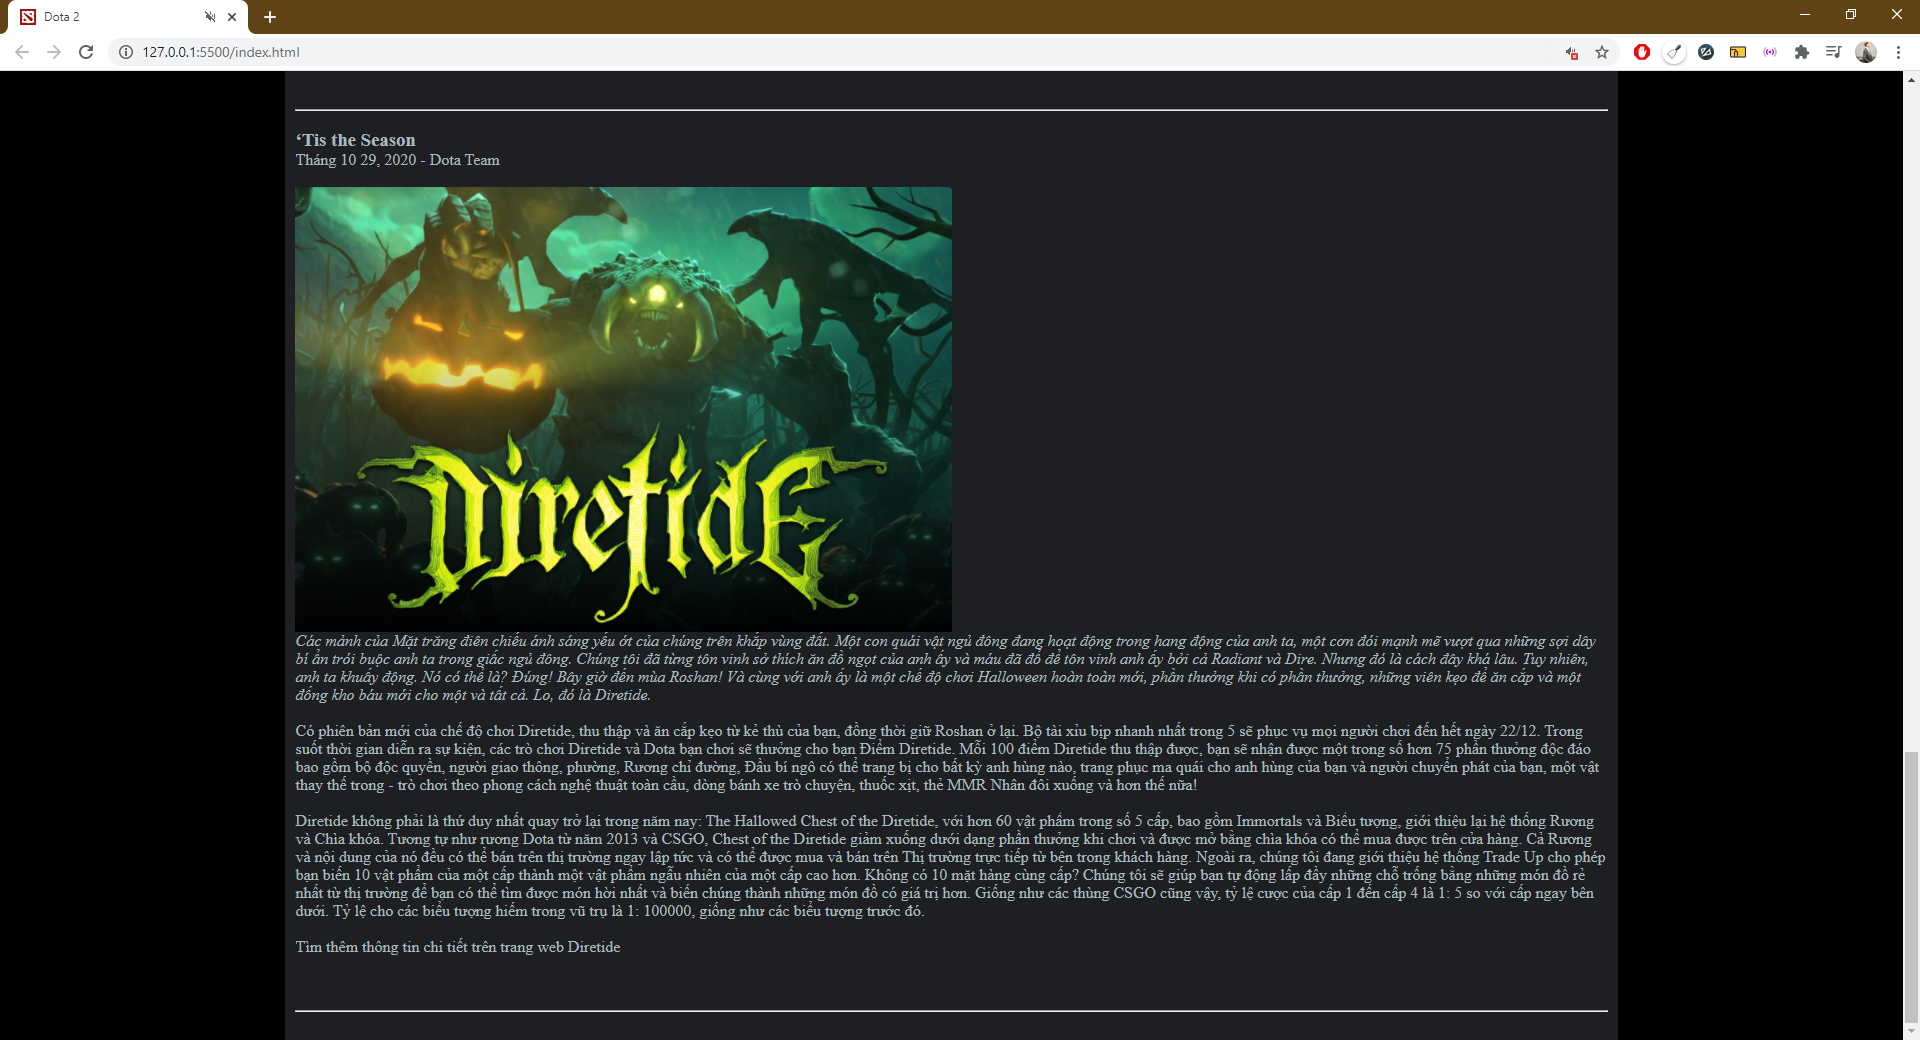 Dota 2
127.0.0.1:5500/index.html
‘Tis the Season
Tháng 10 29, 2020 - Dota Team
Diretide
Các mảnh của Mặt trăng điên chiếu ánh sáng yếu ớt của chúng trên khắp vùng đất. Một con quái vật ngủ đông đang hoạt động trong hang động của anh ta, một cơn đói mạnh mẽ vượt qua những sợi dây
bí ẩn trói buộc anh ta trong giấc ngủ đông. Chúng tôi đã từng tôn vinh sở thích ăn đồ ngọt của anh ấy và máu đã đổ để tôn vinh anh ấy bởi cả Radiant và Dire. Nhưng đó là cách đây khá lâu. Tuy nhiên,
anh ta khuấy động. Nó có thể là? Đúng! Bây giờ đến mùa Roshan! Và cùng với anh ấy là một chế độ chơi Halloween hoàn toàn mới, phần thưởng khi có phần thưởng, những viên kẹo để ăn cắp và một
đống kho báu mới cho một và tất cả. Lo, đó là Diretide.
Có phiên bản mới của chế độ chơi Diretide, thu thập và ăn cắp kẹo từ kẻ thù của bạn, đồng thời giữ Roshan ở lại. Bộ tài xỉu bịp nhanh nhất trong 5 sẽ phục vụ mọi người chơi đến hết ngày 22/12. Trong
suốt thời gian diễn ra sự kiện, các trò chơi Diretide và Dota bạn chơi sẽ thưởng cho bạn Điểm Diretide. Mỗi 100 điểm Diretide thu thập được, bạn sẽ nhận được một trong số hơn 75 phần thưởng độc đáo
bao gồm bộ độc quyền, người giao thông, phường, Rương chỉ đường, Đầu bí ngô có thể trang bị cho bất kỳ anh hùng nào, trang phục ma quái cho anh hùng của bạn và người chuyển phát của bạn, một vật
thay thế trong - trò chơi theo phong cách nghệ thuật toàn cầu, dòng bánh xe trò chuyện, thuốc xịt, thẻ MMR Nhân đôi xuống và hơn thế nữa!
Diretide không phải là thứ duy nhất quay trở lại trong năm nay: The Hallowed Chest of the Diretide, với hơn 60 vật phẩm trong số 5 cấp, bao gồm Immortals và Biểu tượng, giới thiệu lại hệ thống Rương
và Chìa khóa. Tương tự như rương Dota từ năm 2013 và CSGO, Chest of the Diretide giảm xuống dưới dạng phần thưởng khi chơi và được mở bằng chìa khóa có thể mua được trên cửa hàng. Cả Rương
và nội dung của nó đều có thể bán trên thị trường ngay lập tức và có thể được mua và bán trên Thị trường trực tiếp từ bên trong khách hàng. Ngoài ra, chúng tôi đang giới thiệu hệ thống Trade Up cho phép
bạn biến 10 vật phẩm của một cấp thành một vật phẩm ngẫu nhiên của một cấp cao hơn. Không có 10 mặt hàng cùng cấp? Chúng tôi sẽ giúp bạn tự động lấp đầy những chỗ trống bằng những món đồ rẻ
nhất từ thị trường để bạn có thể tìm được món hời nhất và biến chúng thành những món đồ có giá trị hơn. Giống như các thùng CSGO cũng vậy, tỷ lệ cược của cấp 1 đến cấp 4 là 1: 5 so với cấp ngay bên
dưới. Tỷ lệ cho các biểu tượng hiếm trong vũ trụ là 1: 100000, giống như các biểu tượng trước đó.
Tìm thêm thông tin chi tiết trên trang web Diretide